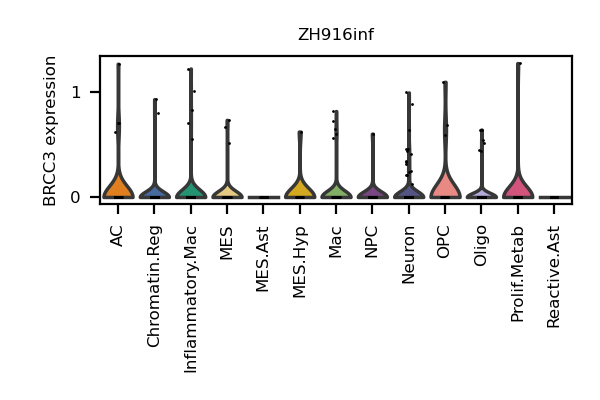 ZH916inf
BRCC3 expression
1
0
AC
Chromatin.Reg
Inflammatory.Mac
MES
MES.Ast
MES.Hyp
Mac
NPC
Neuron
OPC
Oligo
Prolif.Metab
Reactive.Ast